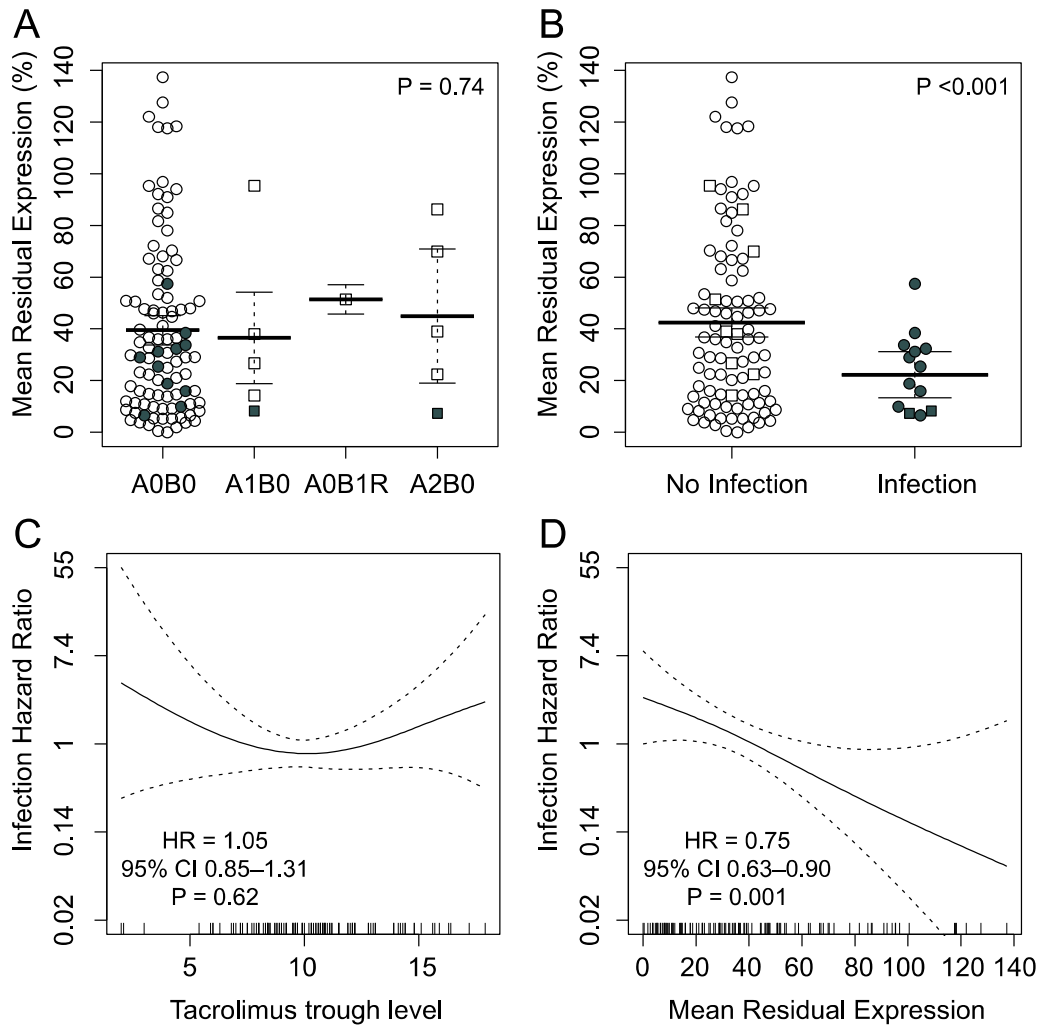 A
Mean Residual Expression (%)
0 20 40 60 80 100 120 140
P = 0.74
A0B0 A1B0 A0B1R A2B0
B
Mean Residual Expression (%)
0 20 40 60 80 100 120 140
P <0.001
No Infection Infection
C
Infection Hazard Ratio
0.02 0.14 1 7.4 55
HR = 1.05
95% CI 0.85–1.31
P = 0.62
5 10 15
Tacrolimus trough level
D
Infection Hazard Ratio
0.02 0.14 1 7.4 55
HR = 0.75
95% CI 0.63–0.90
P = 0.001
0 20 40 60 80 100 120 140
Mean Residual Expression